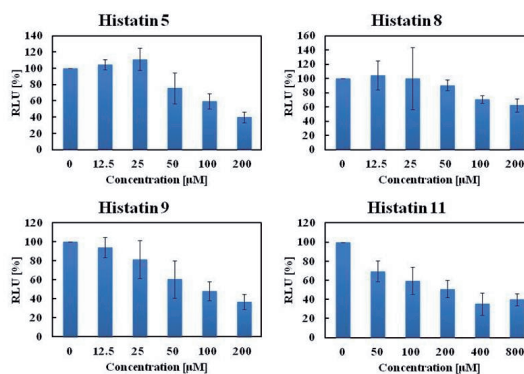 Histatin 5
140
120
100
80
60
40
20
0
RLU [%]
0 12.5 25 50 100 200
Concentration [µM]
Histatin 8
160
140
120
100
80
60
40
20
0
RLU [%]
0 12.5 25 50 100 200
Concentration [µM]
Histatin 9
120
100
80
60
40
20
0
RLU [%]
0 12.5 25 50 100 200
Concentration [µM]
Histatin 11
120
100
80
60
40
20
0
RLU [%]
0 50 100 200 400 800
Concentration [µM]